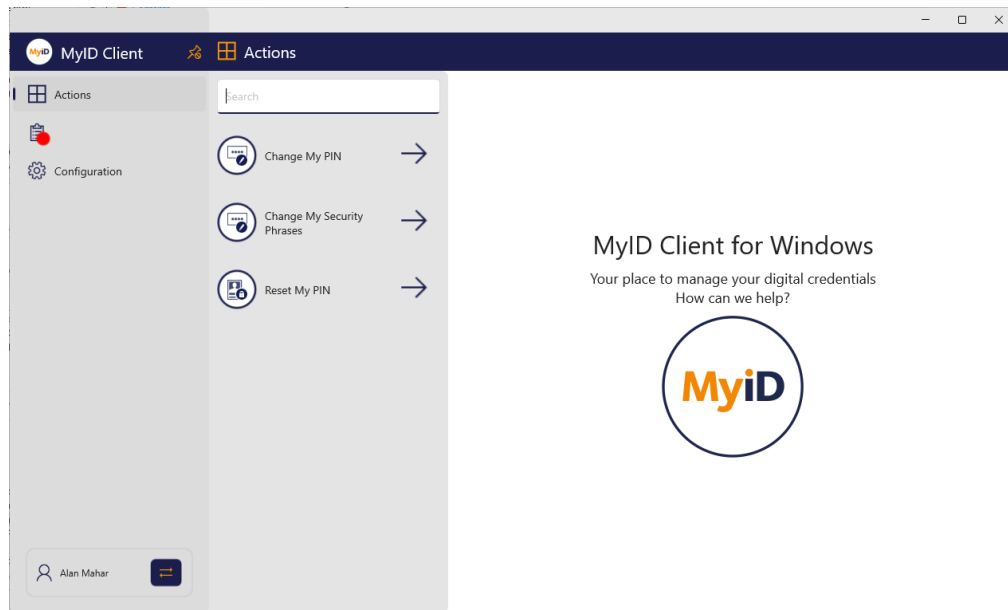 MyiD MyID Client
Actions
Actions
Configuration
Search
Change My PIN
Change My Security
Phrases
Reset My PIN
MyID Client for Windows
Your place to manage your digital credentials
How can we help?
MyiD
Alan Mahar